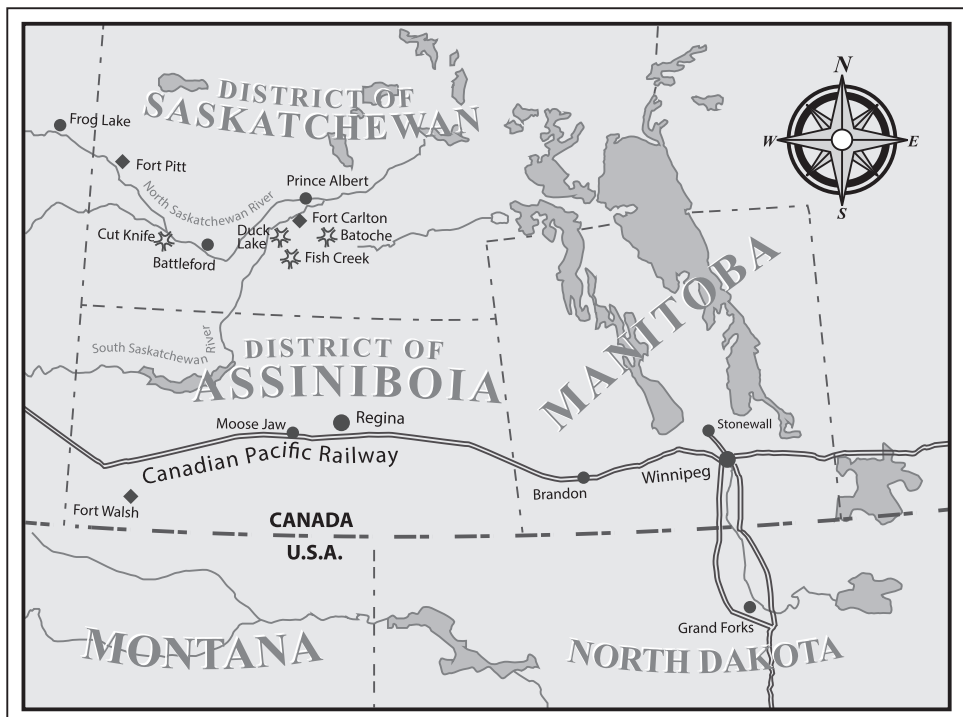 DISTRICT OF
SASKATCHEWAN
N
W
E
S
Frog Lake
Fort Pitt
North Saskatchewan River
Prince Albert
Fort Carlton
Cut Knife
Duck
Lake
Batoche
Battleford
Fish Creek
MANITOBA
South Saskatchewan
River
DISTRICT OF
ASSINIBOIA
Moose Jaw
Regina
Stonewall
Canadian Pacific Railway
Winnipeg
Brandon
Fort Walsh
CANADA
U.S.A.
Grand Forks
MONTANA
NORTH DAKOTA